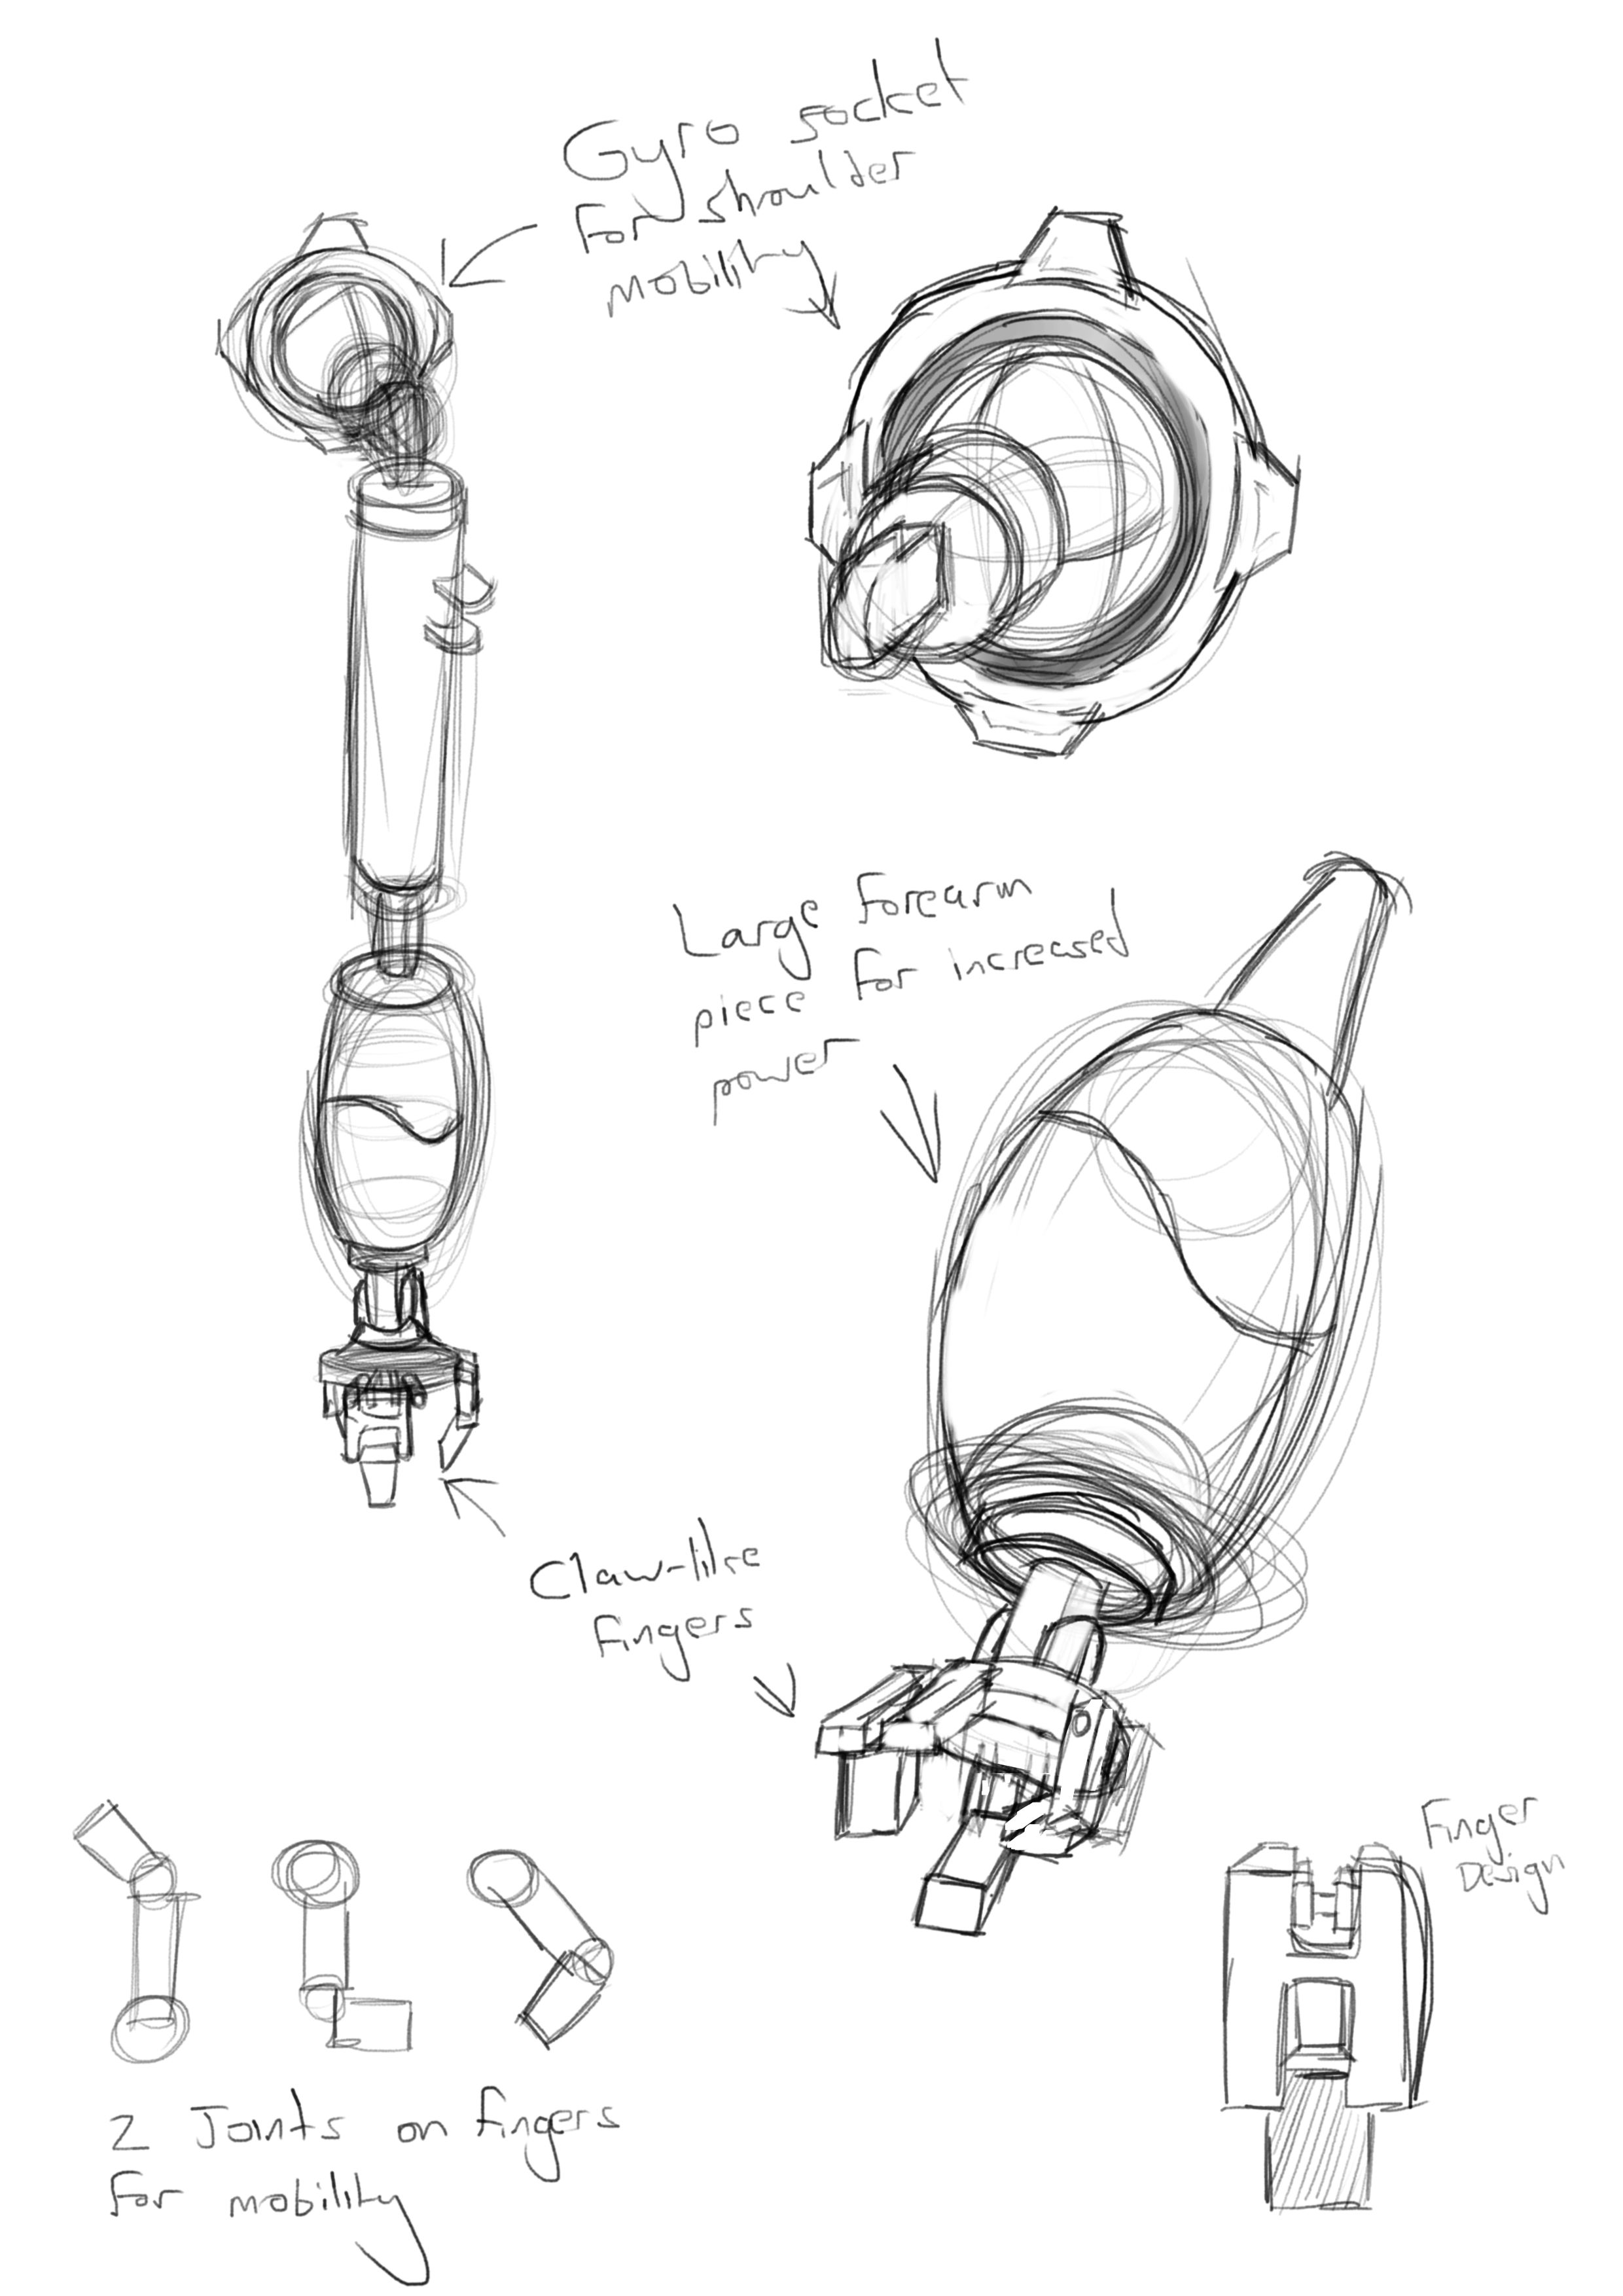 Gyro socket
For shoulder
mobility
Large Forearm
piece For increased
power
Claw-like
Fingers
2 Joints on fingers
For mobility
Finger
Design